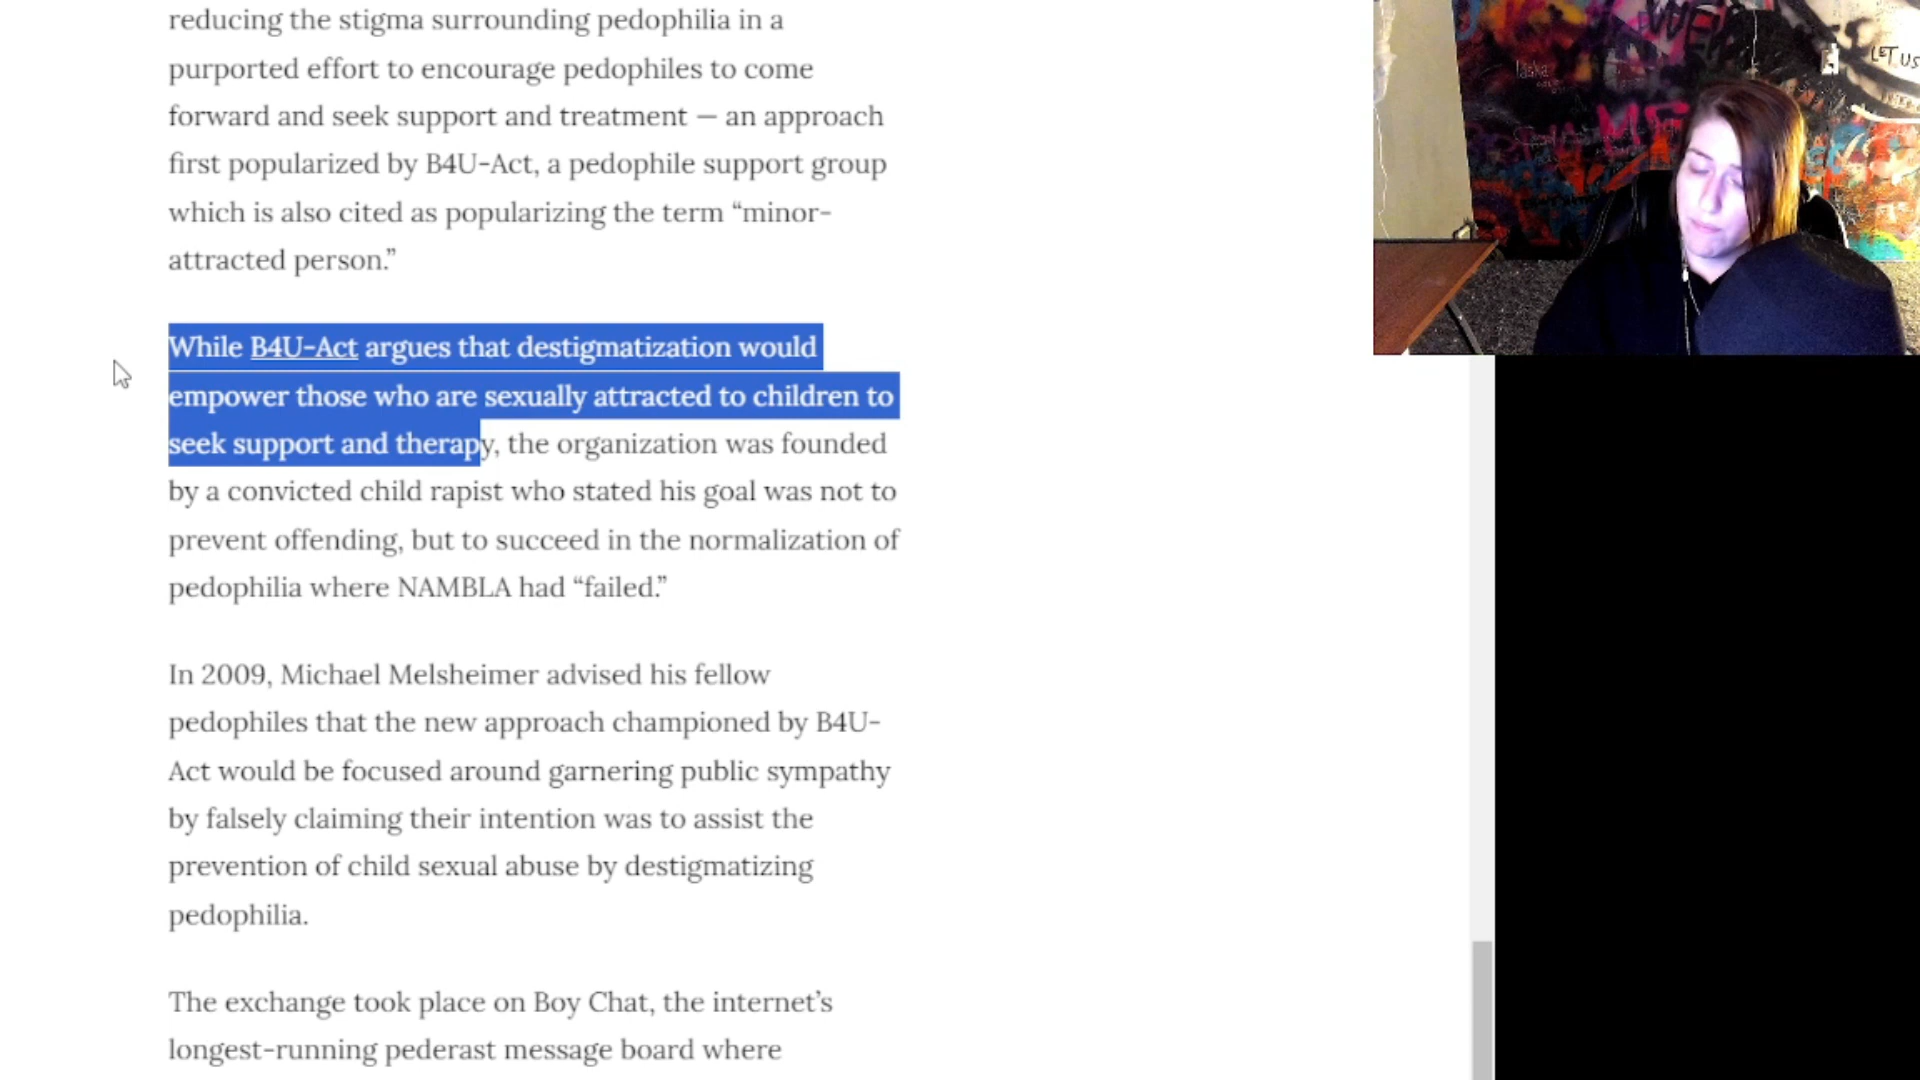 reducing the stigma surrounding pedophilia in a
purported effort to encourage pedophiles to come
forward and seek support and treatment — an approach
first popularized by B4U-Act, a pedophile support group
which is also cited as popularizing the term “minor-
attracted person.”
While B4U-Act argues that destigmatization would
empower those who are sexually attracted to children to
seek support and therapy, the organization was founded
by a convicted child rapist who stated his goal was not to
prevent offending, but to succeed in the normalization of
pedophilia where NAMBLA had “failed.”
In 2009, Michael Melsheimer advised his fellow
pedophiles that the new approach championed by B4U-
Act would be focused around garnering public sympathy
by falsely claiming their intention was to assist the
prevention of child sexual abuse by destigmatizing
pedophilia.
The exchange took place on Boy Chat, the internet’s
longest-running pederast message board where
LET US